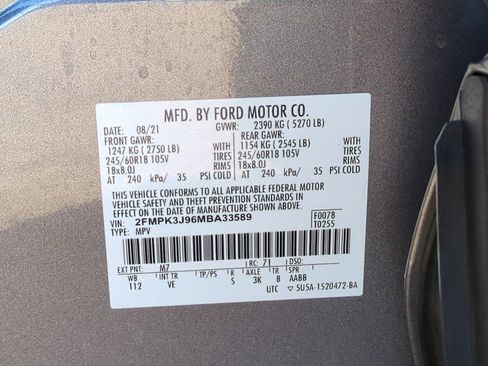 MFD. BY FORD MOTOR CO.
DATE: 08/21 GVWR: 2390 KG ( 5270 LB)
FRONT GAWR: REAR GAWR:
1247 KG ( 2750 LB) WITH 1154 KG ( 2545 LB) WITH
245/60R18 105V TIRES 245/60R18 105V TIRES
18x8.0J RIMS 18x8.0J RIMS
AT 240 kPa/ 35 PSI COLD AT 240 kPa/ 35 PSI COLD
THIS VEHICLE CONFORMS TO ALL APPLICABLE FEDERAL MOTOR
VEHICLE SAFETY AND THEFT PREVENTION STANDARDS IN
EFFECT ON THE DATE OF MANUFACTURE SHOWN ABOVE.
VIN: 2FMPK3J96MBA33589 F0078
TYPE: MPV T0255
EXT PNT: M7 RC: 71 DSO:
WB INT TR TP/PS R AXLE TR SPR
112 VE S 3K 8 AABB
UTC ▽ 5U5A-1520472-BA